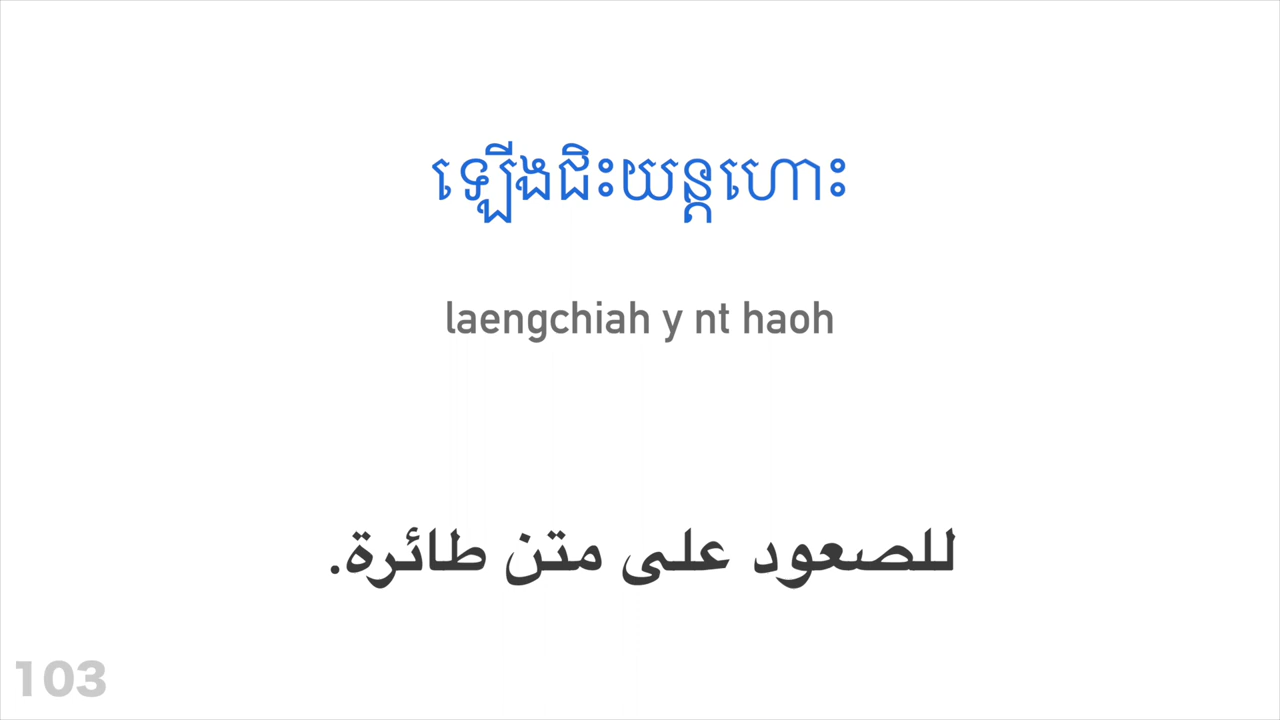 ឡើងជិះយន្តហោះ
laengchiah y nt haoh
للصعود على متن طائرة.
103